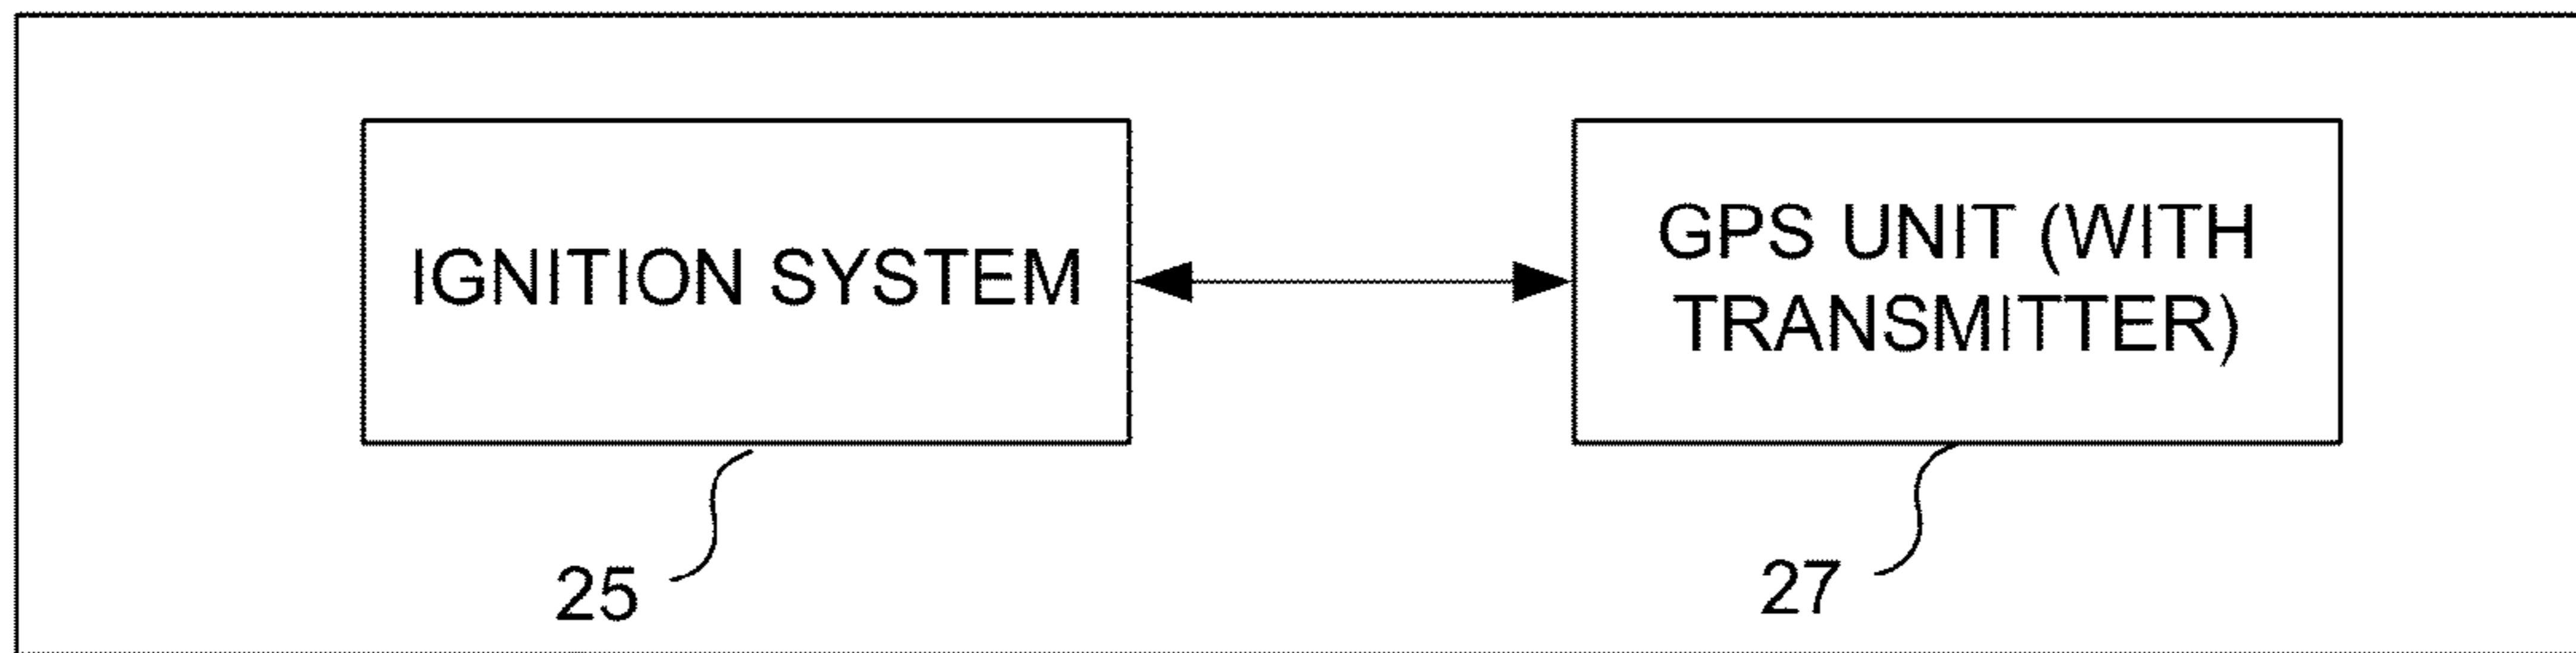 IGNITION SYSTEM
GPS UNIT (WITH
TRANSMITTER)
25
27